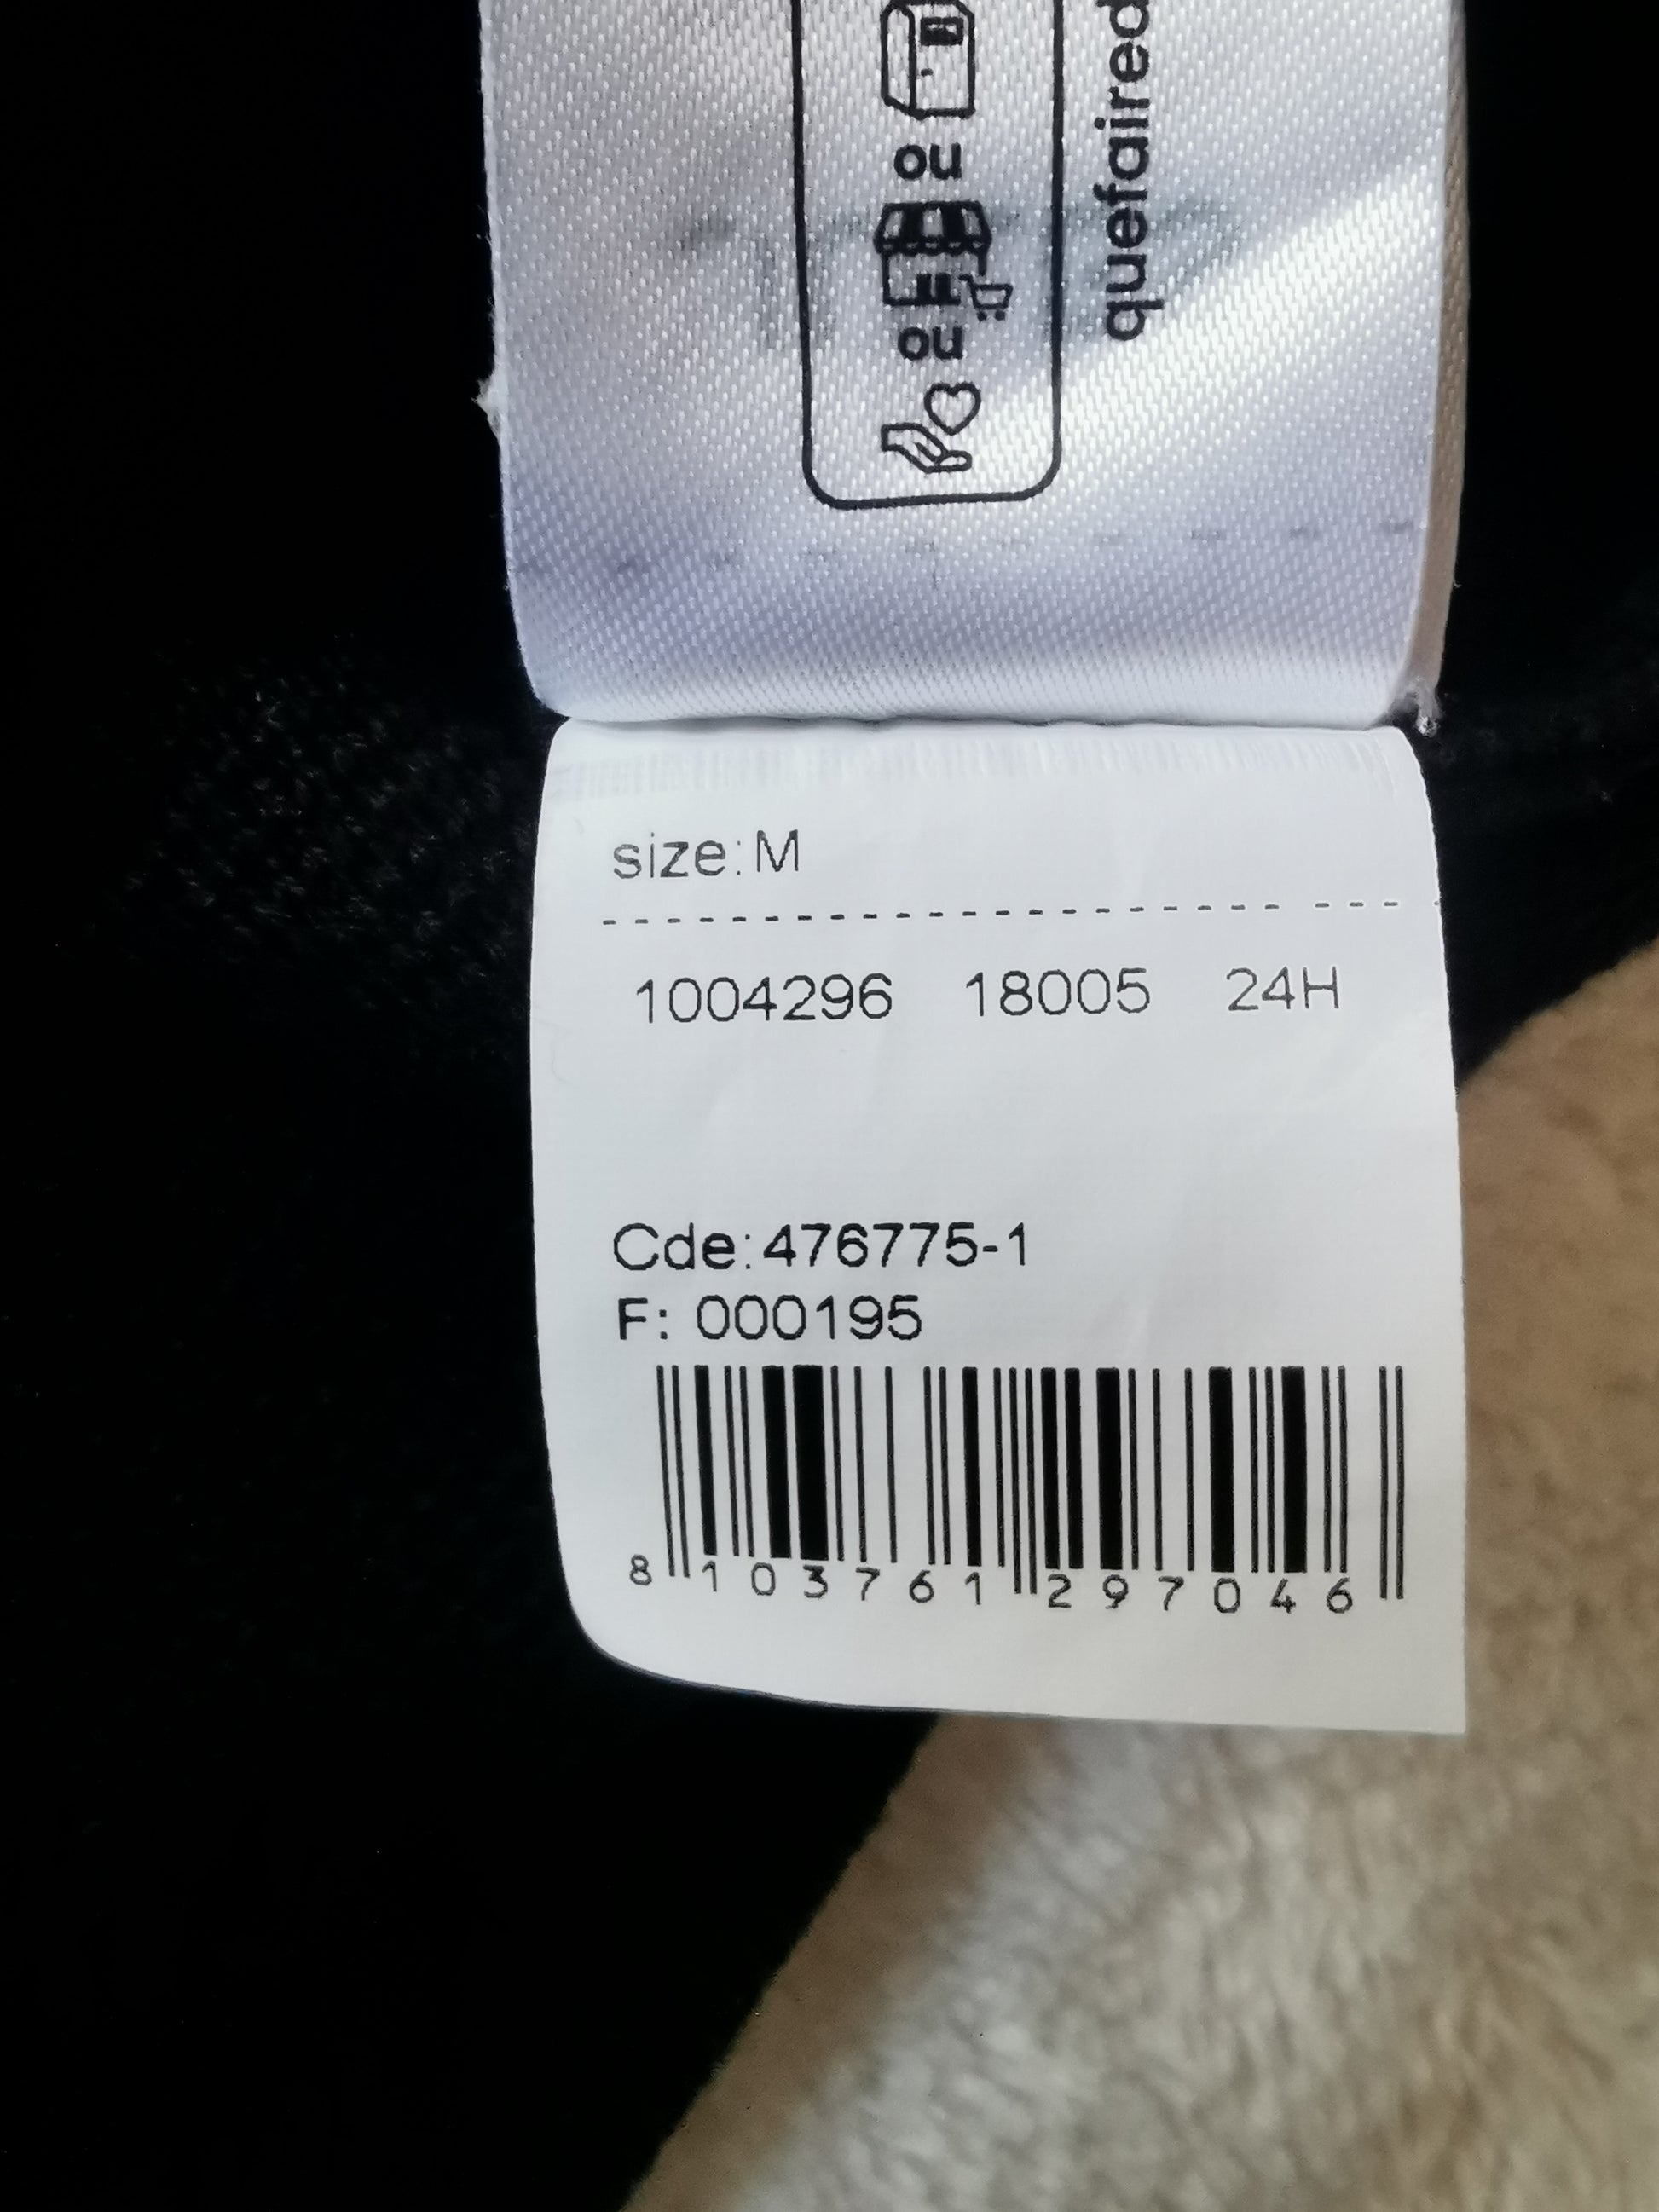 ou
ou
quefaired
size:M
1004296 18005 24H
Cde:476775-1
F: 000195
8 103761 297046